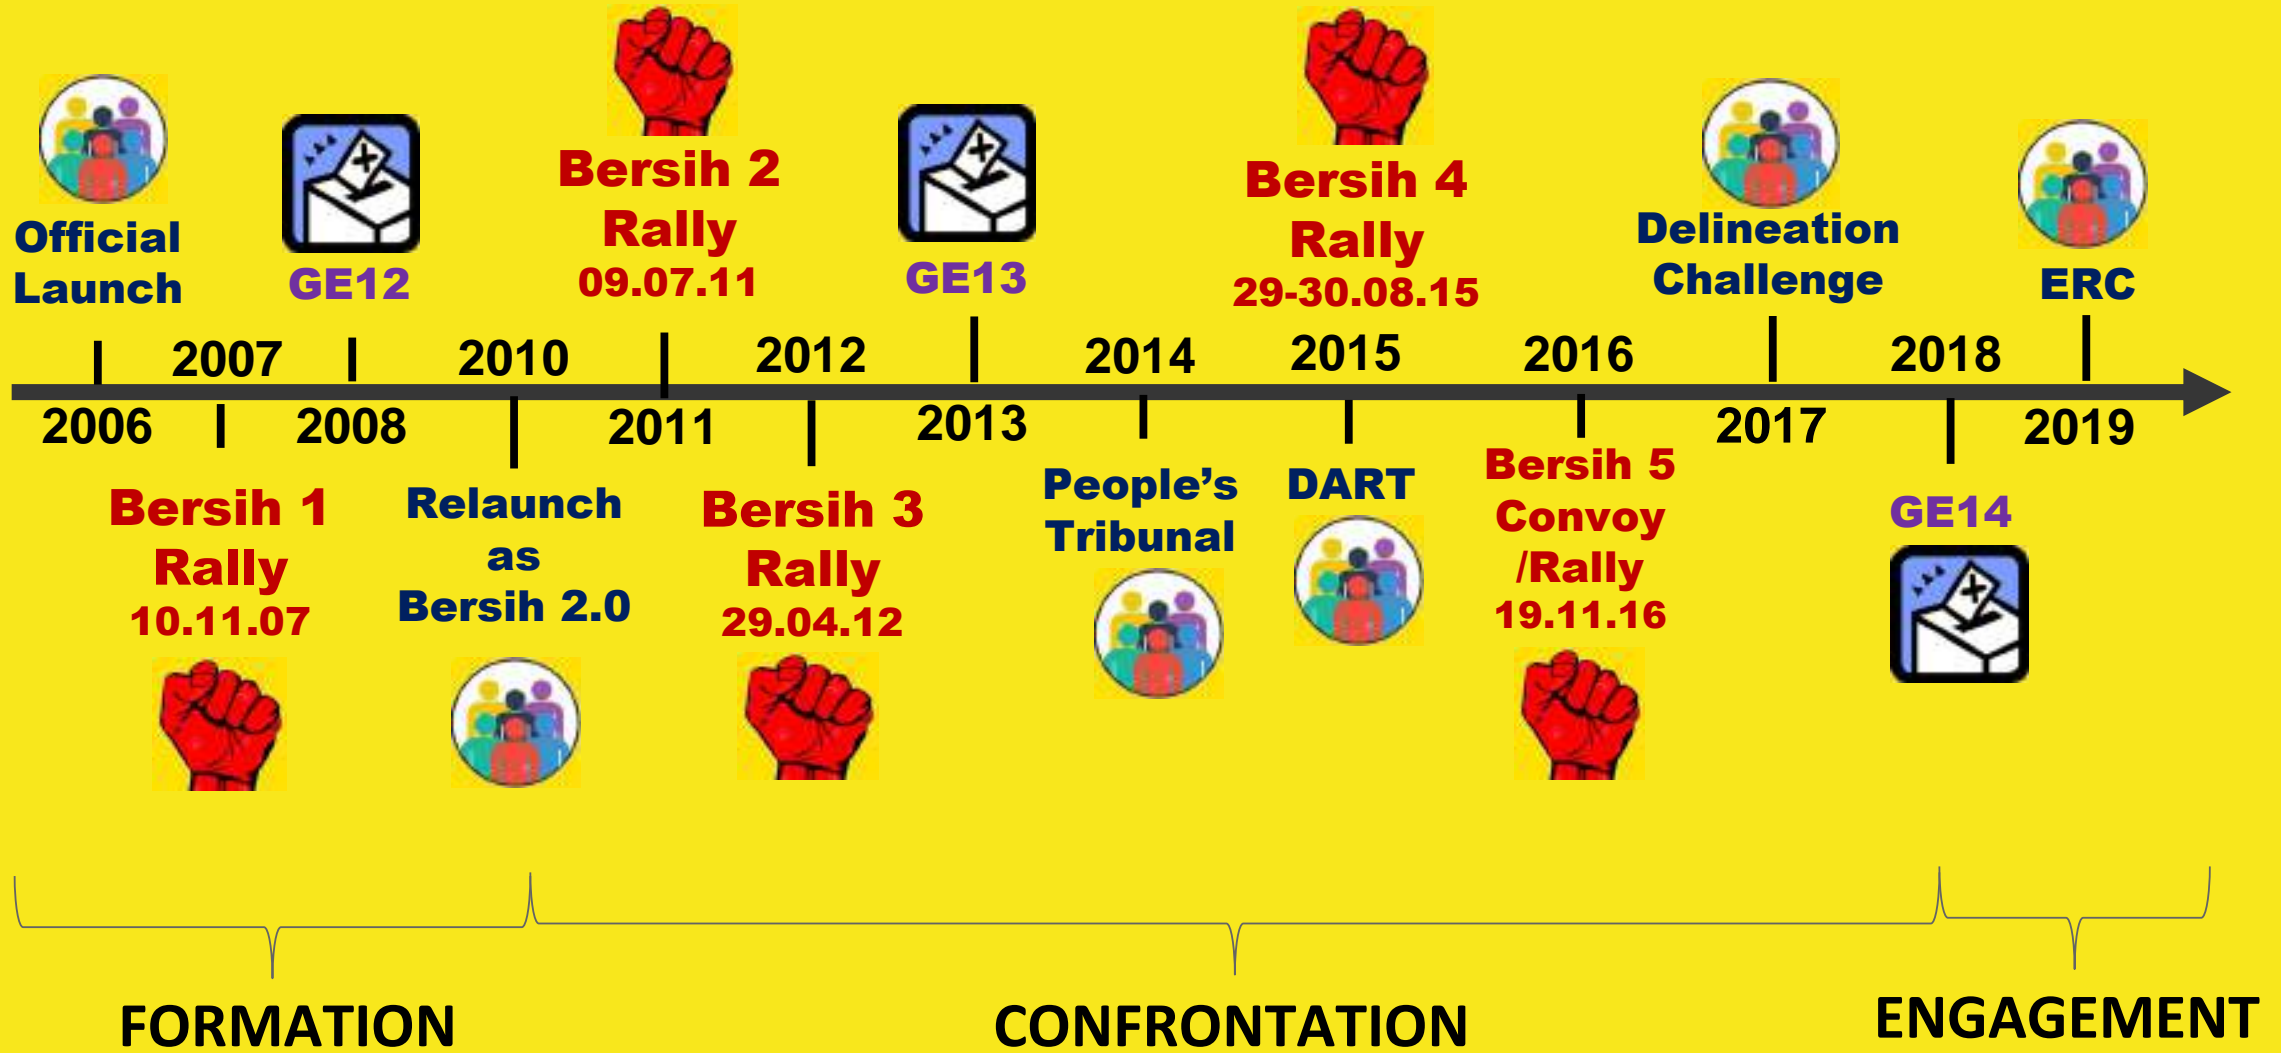 Official
Launch
GE12
Bersih 2
Rally
09.07.11
GE13
Bersih 4
Rally
29-30.08.15
Delineation
Challenge
ERC
2007
2010
2012
2014
2015
2016
2018
2006
2008
2011
2013
2017
2019
Bersih 1
Rally
10.11.07
Relaunch
as
Bersih 2.0
Bersih 3
Rally
29.04.12
People’s
Tribunal
DART
Bersih 5
Convoy
/Rally
19.11.16
GE14
FORMATION
CONFRONTATION
ENGAGEMENT